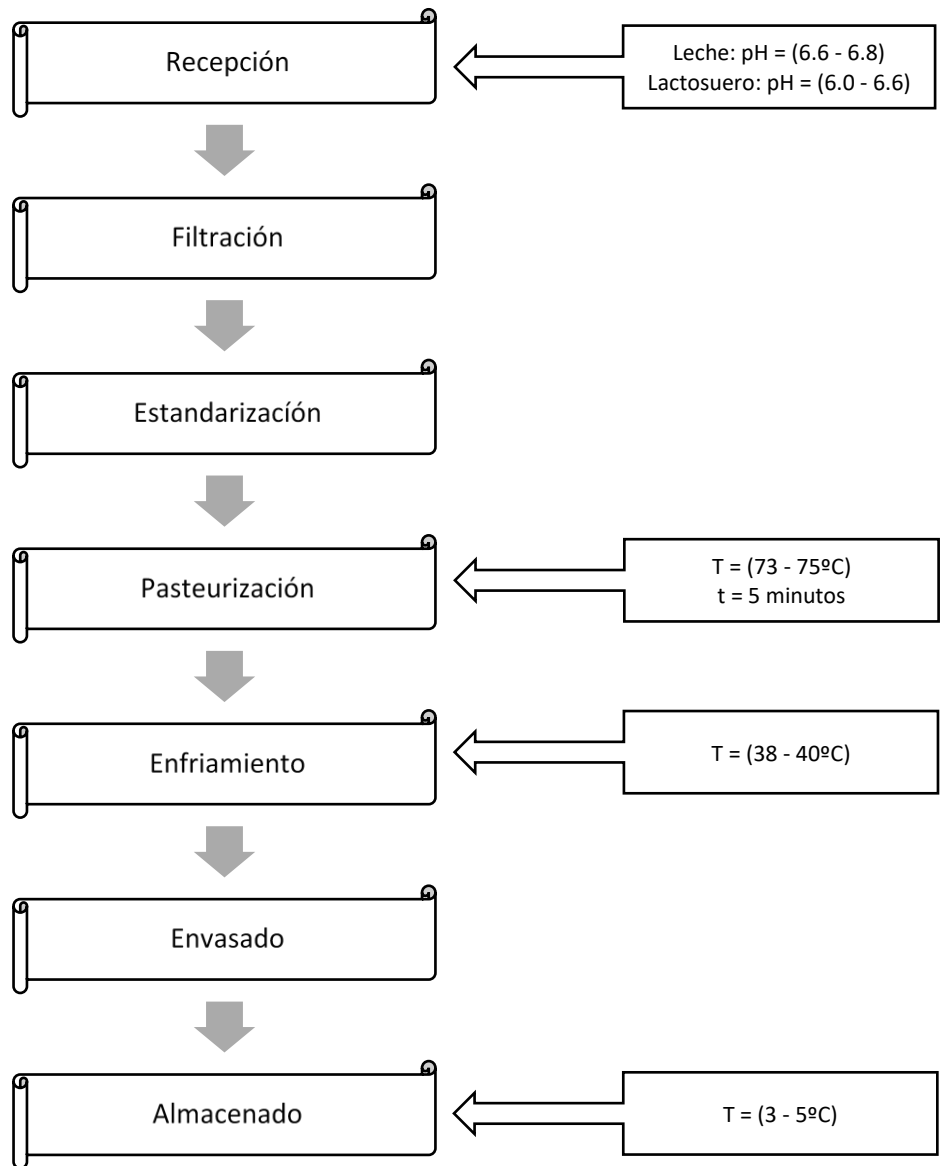 Recepción
Leche: pH = (6.6 - 6.8)
Lactosuero: pH = (6.0 - 6.6)
Filtración
Estandarizacíón
Pasteurización
T = (73 - 75ºC)
t = 5 minutos
Enfriamiento
T = (38 - 40ºC)
Envasado
Almacenado
T = (3 - 5ºC)